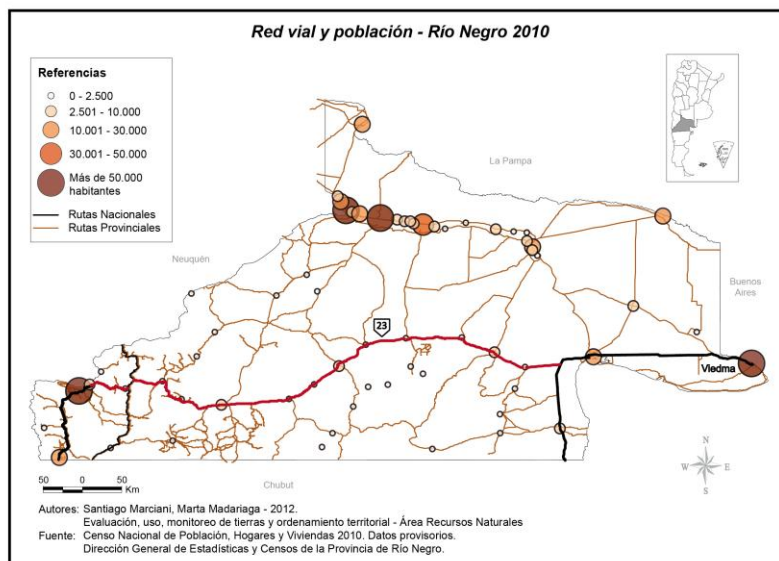 Red vial y población - Río Negro 2010
Referencias
0 - 2.500
2.501 - 10.000
10.001 - 30.000
30.001 - 50.000
Más de 50.000
habitantes
Rutas Nacionales
Rutas Provinciales
La Pampa
Neuquén
Buenos
Aires
23
Viedma
N
W E
S
50 0 50
Km
Chubut
Autores: Santiago Marciani, Marta Madariaga - 2012.
Evaluación, uso, monitoreo de tierras y ordenamiento territorial - Área Recursos Naturales
Fuente: Censo Nacional de Población, Hogares y Viviendas 2010. Datos provisorios.
Dirección General de Estadísticas y Censos de la Provincia de Río Negro.